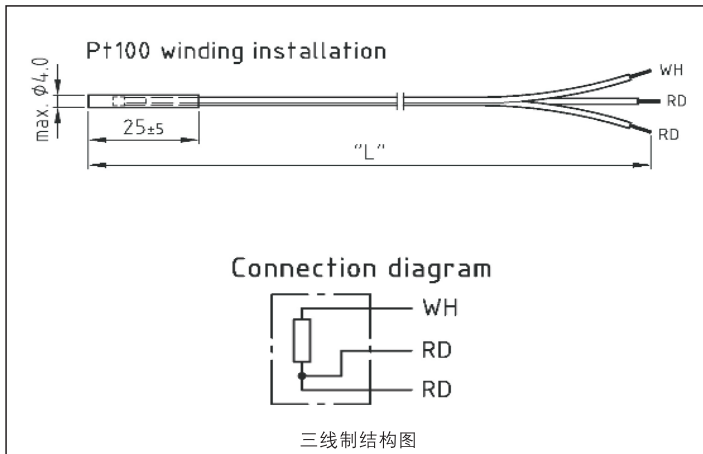 Pt100 winding installation
max. Φ4.0
WH
RD
RD
25±5
"L"
Connection diagram
WH
RD
RD
三线制结构图